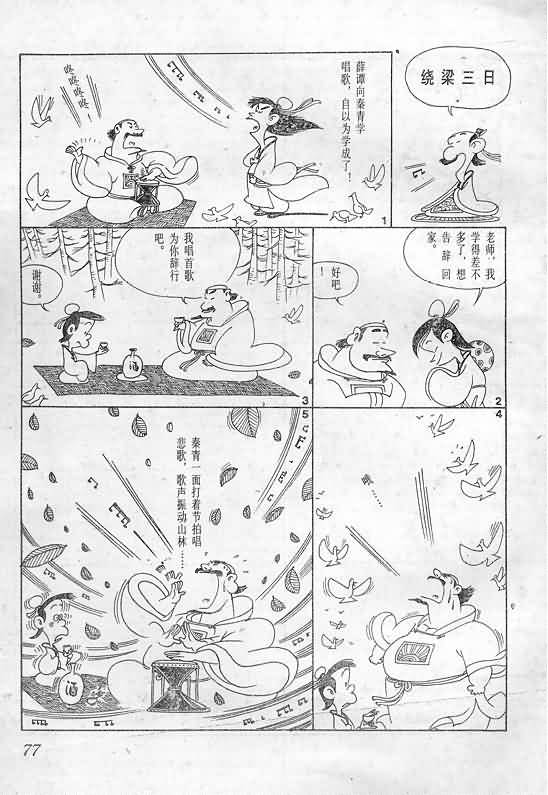 绕梁三日
薛谭向秦青学
唱歌，自以为学成了！
咚咚咚咚！
1
老师，我
学得差不
多了，想
告辞回
家。
好吧
！
2
我唱首歌
为你辞行
吧。
谢谢。
酒
3
哦…
4
秦青一面打着节拍唱
悲歌，歌声振动山林……
酒
5
77